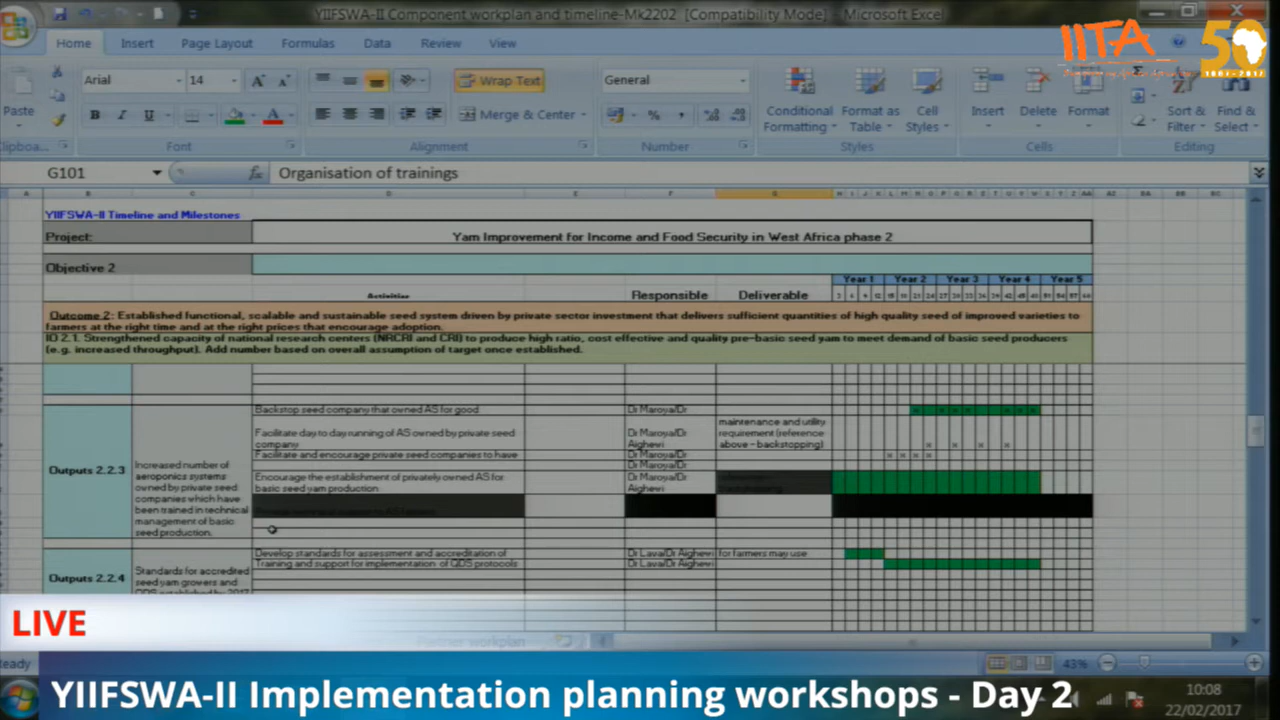 YIIFSWA-II Component workplan and timeline-Mk2202 [Compatibility Mode] - Microsoft Excel
IITA
50
1967-2017
Home Insert Page Layout Formulas Data Review View
Paste
Arial 14
Wrap Text
General
B I U
Merge & Center
Conditional Formatting
Format as Table
Cell Styles
Insert Delete Format
Sort & Filter
Find & Select
Font Alignment Number Styles Cells Editing
G101
fx Organisation of trainings
YIIFSWA-II Timeline and Milestones
Project: Yam Improvement for Income and Food Security in West Africa phase 2
Objective 2
Year 1 Year 2 Year 3 Year 4 Year 5
Activities Responsible Deliverable
Outcome 2: Established functional, scalable and sustainable seed system driven by private sector investment that delivers sufficient quantities of high quality seed of improved varieties to
farmers at the right time and at the right prices that encourage adoption.
IO 2.1. Strengthened capacity of national research centers (NRCRI and CRI) to produce high ratio, cost effective and quality pre-basic seed yam to meet demand of basic seed producers
(e.g. increased throughput). Add number based on overall assumption of target once established.
Outputs 2.2.3
Increased number of
aeroponics systems
owned by private seed
companies which have
been trained in technical
management of basic
seed production.
Backstop seed company that owned AS for good
Dr Maroya/Dr
Facilitate day to day running of AS owned by private seed
company
Dr Maroya/Dr
Aighewi
maintenance and utility
requirement (reference
above - backstopping)
Facilitate and encourage private seed companies to have
Dr Maroya/Dr
Dr Maroya/Dr
Encourage the establishment of privately owned AS for
basic seed yam production
Dr Maroya/Dr
Aighewi
Outputs 2.2.4
Standards for accredited
seed yam growers and
QDS established by 2017
Develop standards for assessment and accreditation of
Dr Lava/Dr Aighewi
for farmers may use
Training and support for implementation of QDS protocols
Dr Lava/Dr Aighewi
LIVE
Partner workplan
43%
YIIFSWA-II Implementation planning workshops - Day 2
10:08
22/02/2017